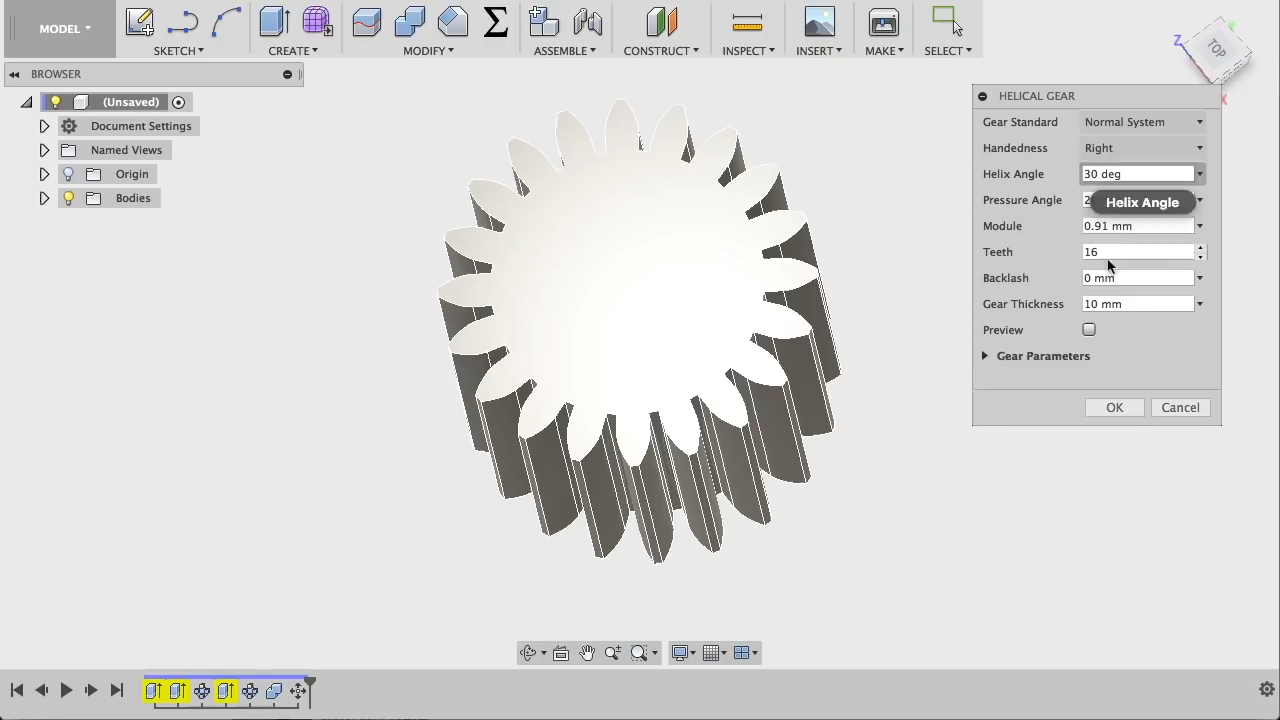 MODEL
SKETCH
CREATE
MODIFY
ASSEMBLE
CONSTRUCT
INSPECT
INSERT
MAKE
SELECT
BROWSER
(Unsaved)
Document Settings
Named Views
Origin
Bodies
TOP
Z
X
HELICAL GEAR
Gear Standard Normal System
Handedness Right
Helix Angle 30 deg
Pressure Angle 2
Helix Angle
Module 0.91 mm
Teeth 16
Backlash 0 mm
Gear Thickness 10 mm
Preview
Gear Parameters
OK Cancel